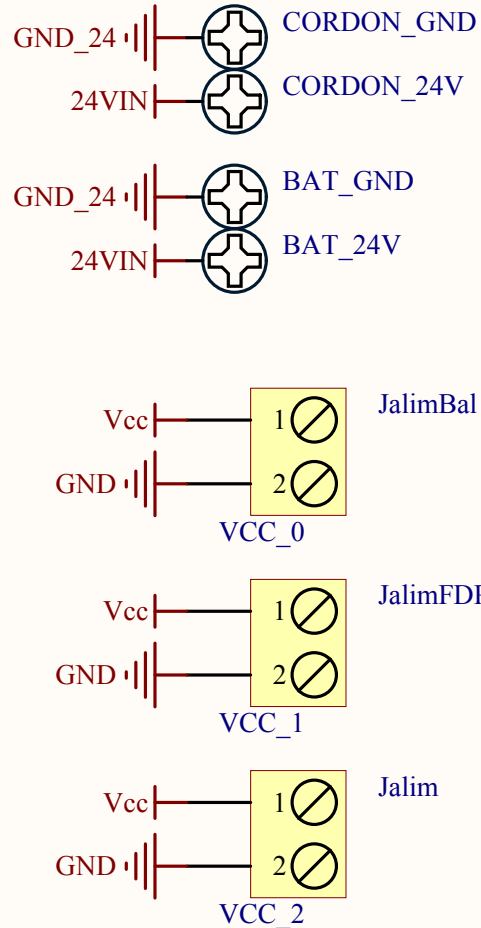 GND_24 CORDON_GND
24VIN CORDON_24V
GND_24 BAT_GND
24VIN BAT_24V
Vcc 1 JalimBal
GND 2
VCC_0
Vcc 1
GND 2
VCC_1
Vcc 1 Jalim
GND 2
VCC_2